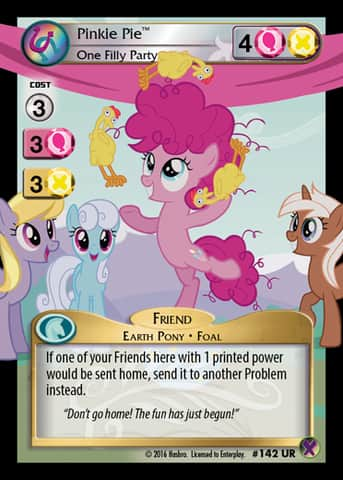 Pinkie Pie™
One Filly Party
4
COST
3
3
3
FRIEND
EARTH PONY • FOAL
If one of your Friends here with 1 printed power
would be sent home, send it to another Problem
instead.
“Don’t go home! The fun has just begun!”
© 2016 Hasbro. Licensed to Enterplay. #142 UR